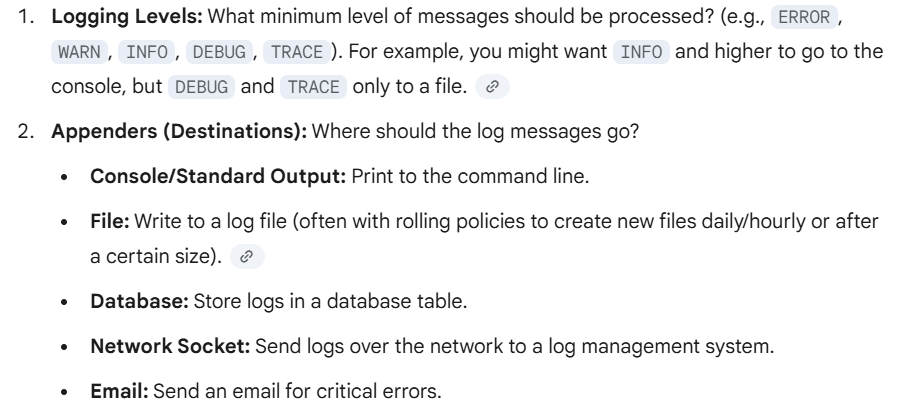 1. Logging Levels: What minimum level of messages should be processed? (e.g., ERROR,
WARN, INFO, DEBUG, TRACE). For example, you might want INFO and higher to go to the
console, but DEBUG and TRACE only to a file.
2. Appenders (Destinations): Where should the log messages go?
• Console/Standard Output: Print to the command line.
• File: Write to a log file (often with rolling policies to create new files daily/hourly or after
a certain size).
• Database: Store logs in a database table.
• Network Socket: Send logs over the network to a log management system.
• Email: Send an email for critical errors.